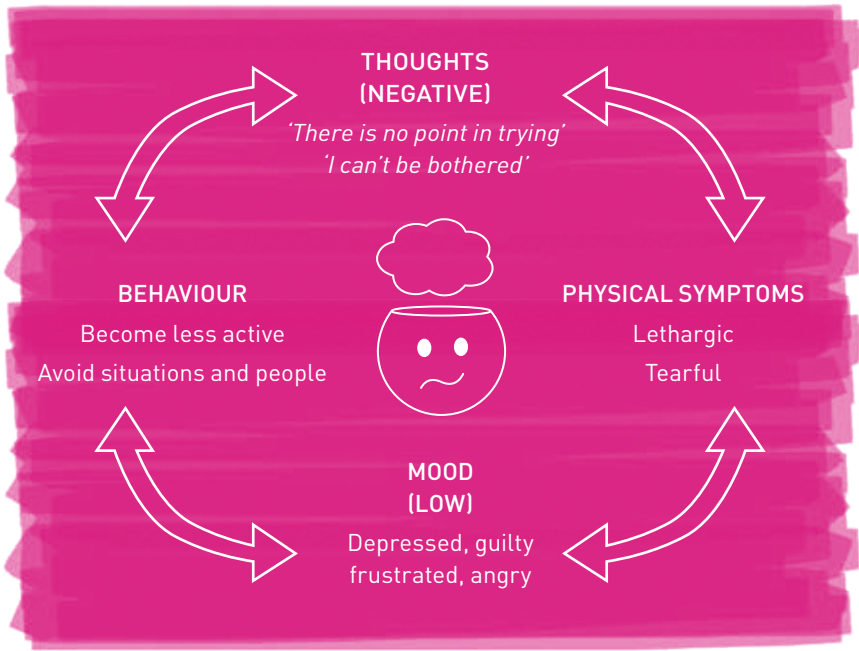 THOUGHTS
(NEGATIVE)
‘There is no point in trying’
‘I can’t be bothered’
BEHAVIOUR
Become less active
Avoid situations and people
PHYSICAL SYMPTOMS
Lethargic
Tearful
MOOD
(LOW)
Depressed, guilty
frustrated, angry